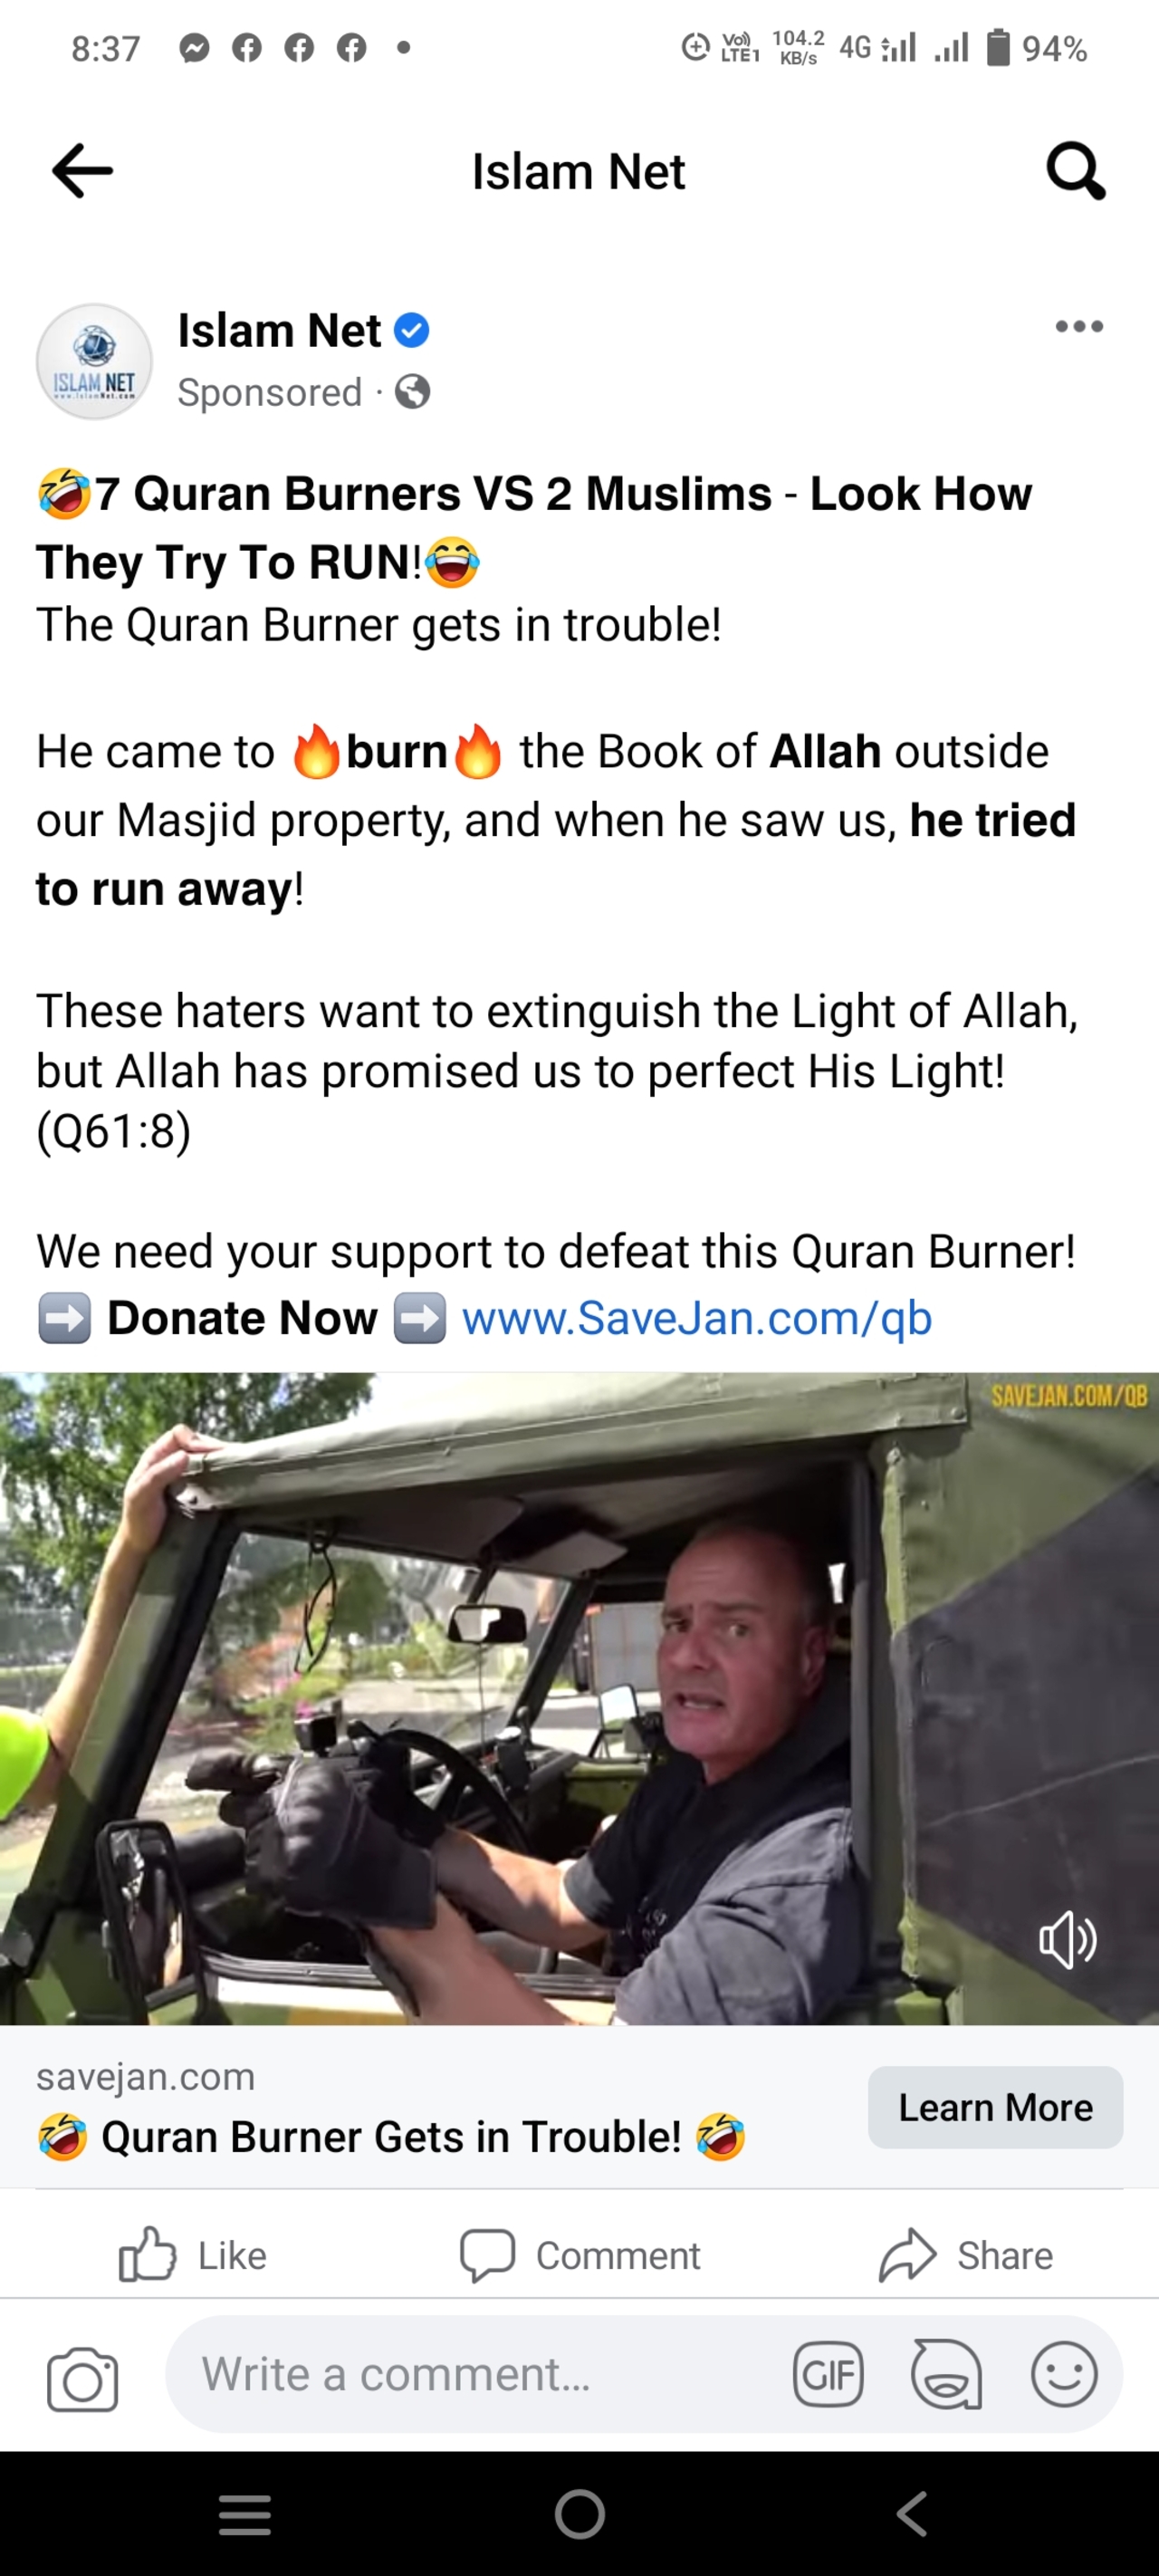 8:37
Vo))
LTE1
104.2
KB/s
4G
94%
Islam Net
ISLAM NET
www.IslamNet.com
Islam Net
Sponsored ·
🤣7 Quran Burners VS 2 Muslims - Look How
They Try To RUN!😂
The Quran Burner gets in trouble!
He came to 🔥burn🔥 the Book of Allah outside
our Masjid property, and when he saw us, he tried
to run away!
These haters want to extinguish the Light of Allah,
but Allah has promised us to perfect His Light!
(Q61:8)
We need your support to defeat this Quran Burner!
➡️ Donate Now ➡️ www.SaveJan.com/qb
SAVEJAN.COM/QB
savejan.com
🤣 Quran Burner Gets in Trouble! 🤣
Learn More
Like
Comment
Share
Write a comment...
GIF